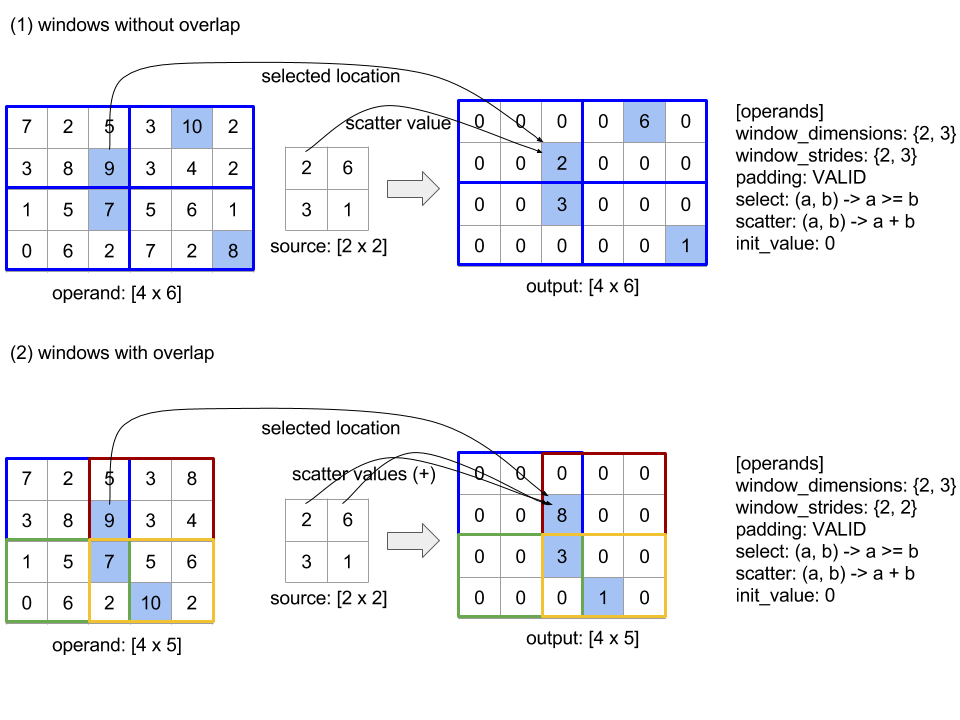 (1) windows without overlap
selected location
scatter value
7 2 5 3 10 2
3 8 9 3 4 2
1 5 7 5 6 1
0 6 2 7 2 8
operand: [4 x 6]
2 6
3 1
source: [2 x 2]
0 0 0 0 6 0
0 0 2 0 0 0
0 0 3 0 0 0
0 0 0 0 0 1
output: [4 x 6]
[operands]
window_dimensions: {2, 3}
window_strides: {2, 3}
padding: VALID
select: (a, b) -> a >= b
scatter: (a, b) -> a + b
init_value: 0
(2) windows with overlap
selected location
scatter values (+)
7 2 5 3 8
3 8 9 3 4
1 5 7 5 6
0 6 2 10 2
operand: [4 x 5]
2 6
3 1
source: [2 x 2]
0 0 0 0 0
0 0 8 0 0
0 0 3 0 0
0 0 0 1 0
output: [4 x 5]
[operands]
window_dimensions: {2, 3}
window_strides: {2, 2}
padding: VALID
select: (a, b) -> a >= b
scatter: (a, b) -> a + b
init_value: 0